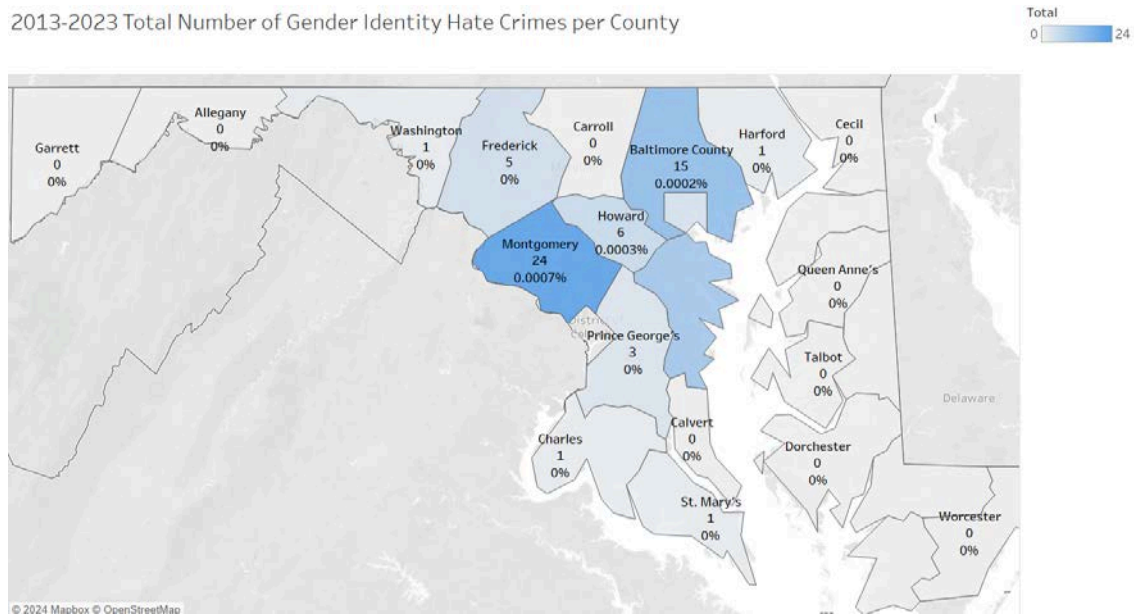 2013-2023 Total Number of Gender Identity Hate Crimes per County
Total
0
24
Garrett
0
0%
Allegany
0
0%
Washington
1
0%
Frederick
5
0%
Carroll
0
0%
Baltimore County
15
0.0002%
Harford
1
0%
Cecil
0
0%
Howard
6
0.0003%
Montgomery
24
0.0007%
Prince George's
3
0%
Queen Anne's
0
0%
Talbot
0
0%
Delaware
Calvert
0
0%
Charles
1
0%
Dorchester
0
0%
St. Mary's
1
0%
Worcester
0
0%
© 2024 Mapbox © OpenStreetMap